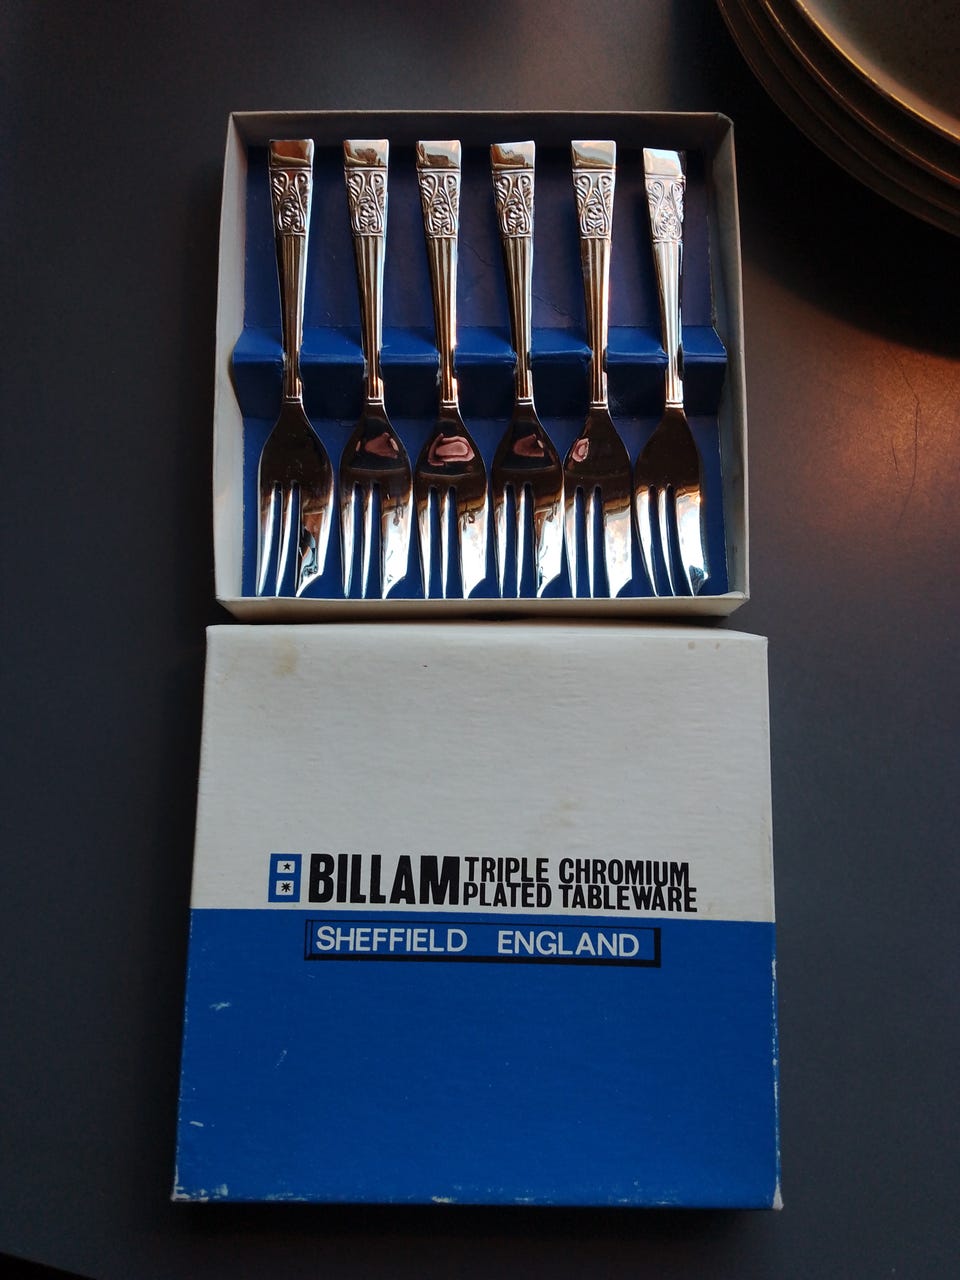 BILLAM TRIPLE CHROMIUM
PLATED TABLEWARE
SHEFFIELD ENGLAND